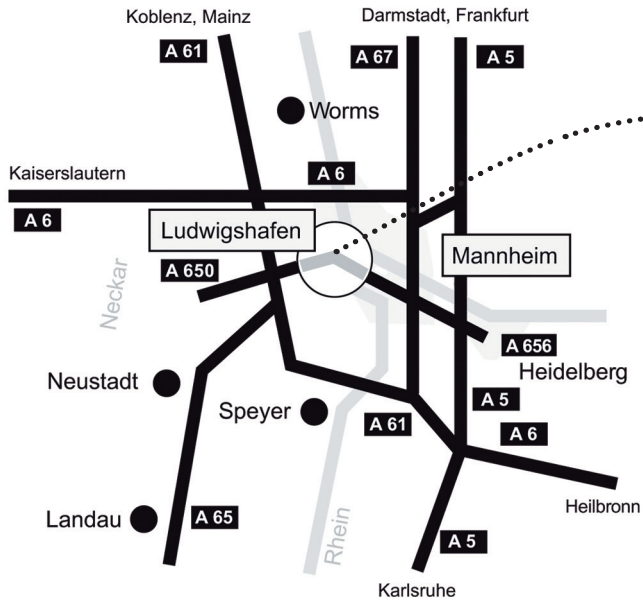 Koblenz, Mainz
Darmstadt, Frankfurt
A 61
A 67
A 5
Worms
Kaiserslautern
A 6
A 6
Ludwigshafen
Mannheim
A 650
Neckar
A 656
Heidelberg
Neustadt
Speyer
A 5
A 61
A 6
Heilbronn
Landau
A 65
Rhein
A 5
Karlsruhe